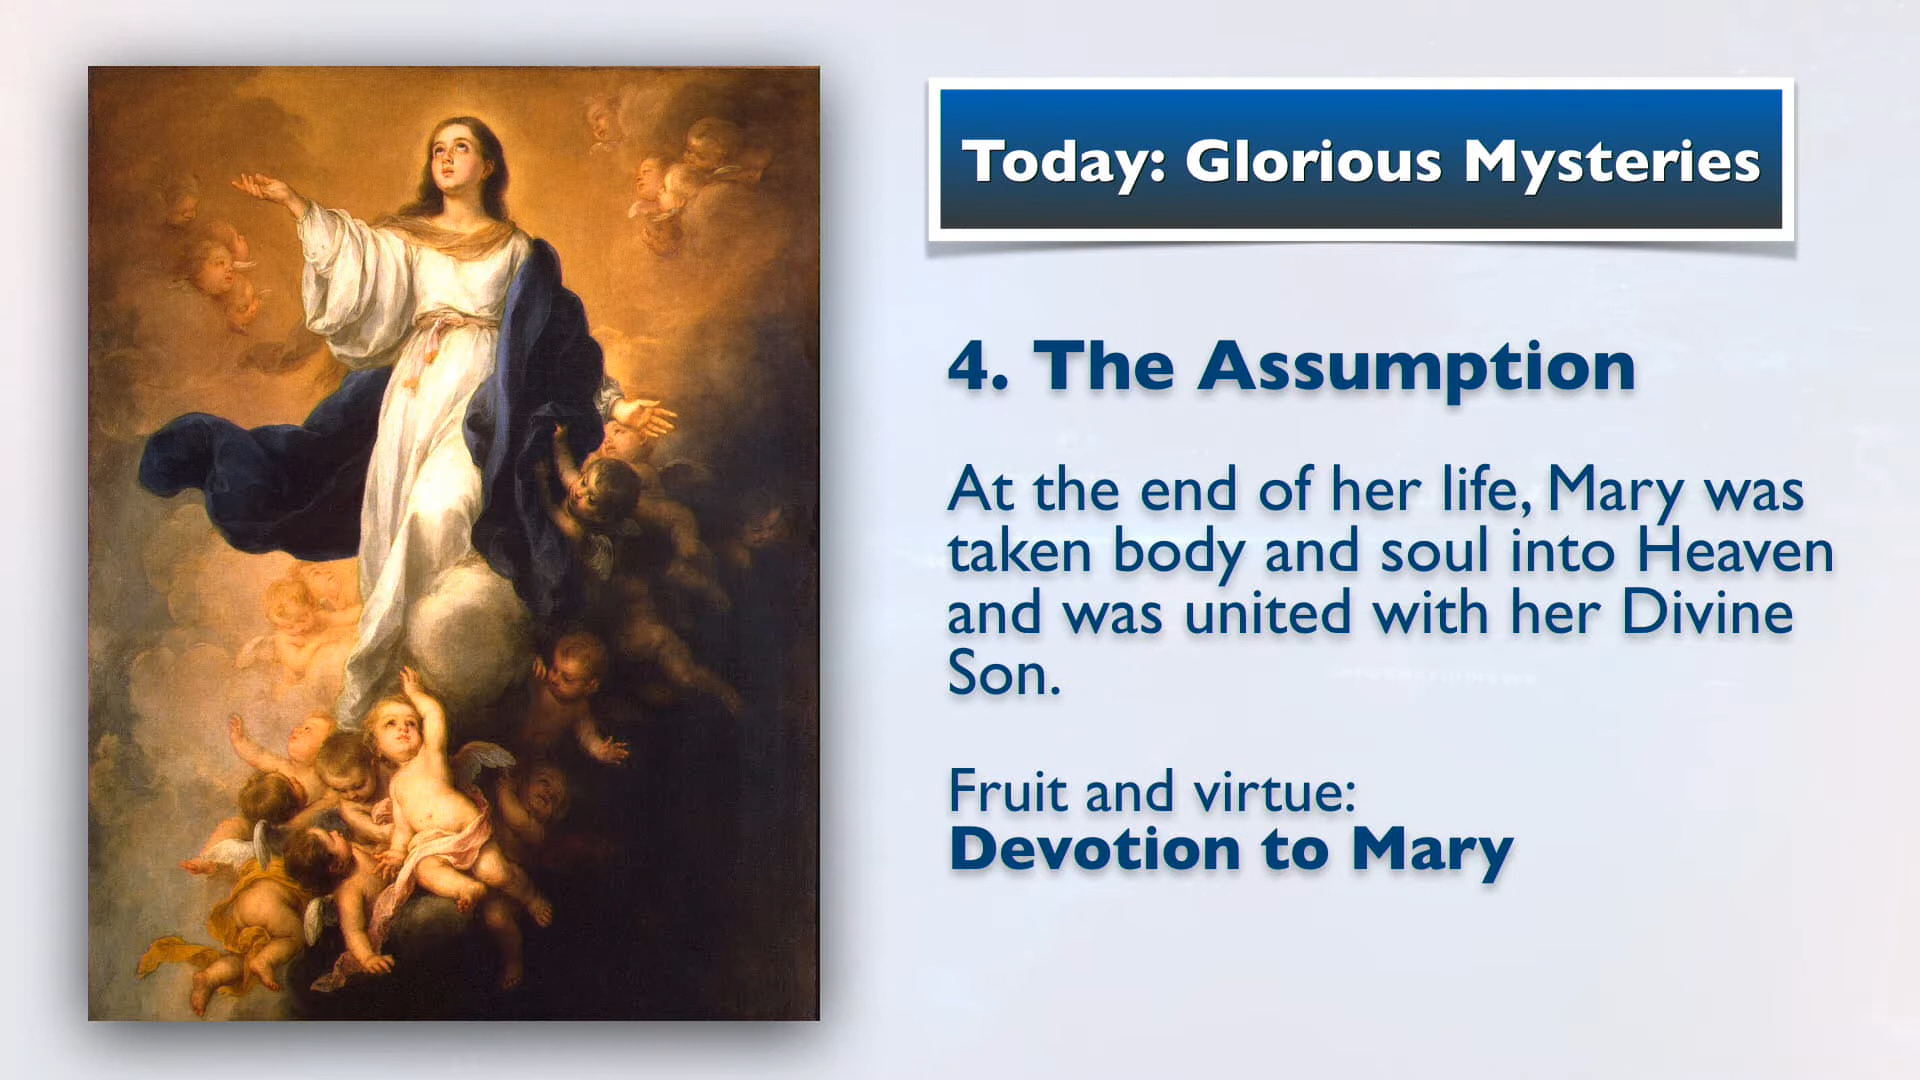 Today: Glorious Mysteries
4. The Assumption
At the end of her life, Mary was
taken body and soul into Heaven
and was united with her Divine
Son.
Fruit and virtue:
Devotion to Mary